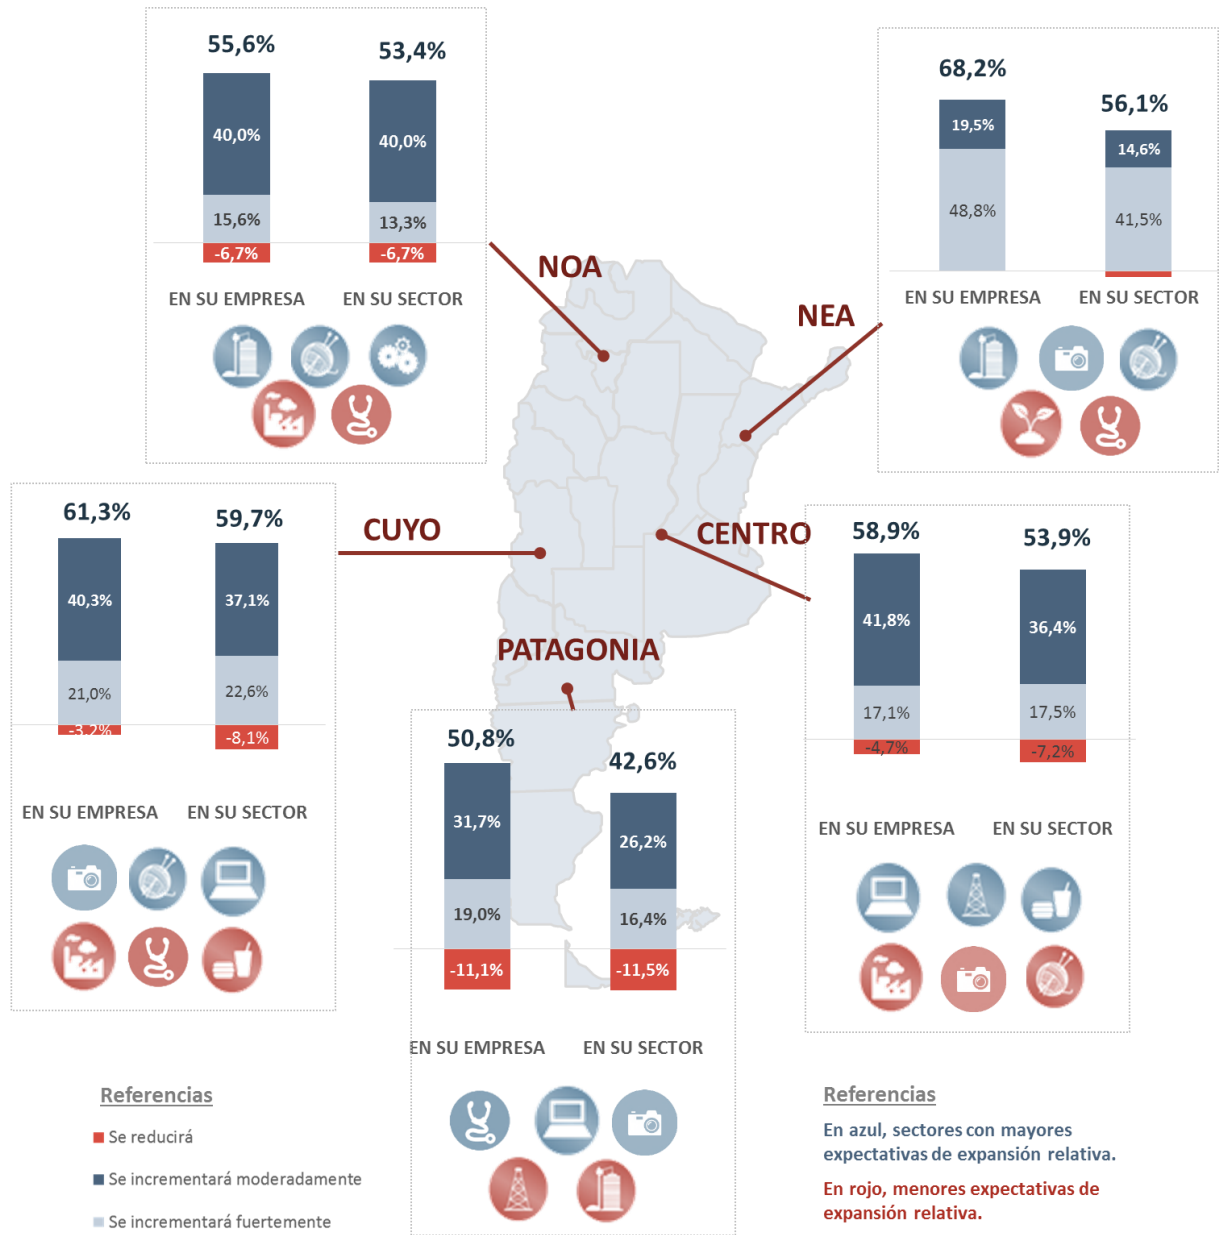 55,6%
53,4%
40,0%
40,0%
15,6%
13,3%
-6,7%
-6,7%
EN SU EMPRESA
EN SU SECTOR
NOA
68,2%
56,1%
19,5%
14,6%
48,8%
41,5%
EN SU EMPRESA
EN SU SECTOR
NEA
61,3%
59,7%
40,3%
37,1%
21,0%
22,6%
-3,2%
-8,1%
EN SU EMPRESA
EN SU SECTOR
CUYO
CENTRO
58,9%
53,9%
41,8%
36,4%
17,1%
17,5%
-4,7%
-7,2%
EN SU EMPRESA
EN SU SECTOR
PATAGONIA
50,8%
42,6%
31,7%
26,2%
19,0%
16,4%
-11,1%
-11,5%
EN SU EMPRESA
EN SU SECTOR
Referencias
Se reducirá
Se incrementará moderadamente
Se incrementará fuertemente
Referencias
En azul, sectores con mayores
expectativas de expansión relativa.
En rojo, menores expectativas de
expansión relativa.